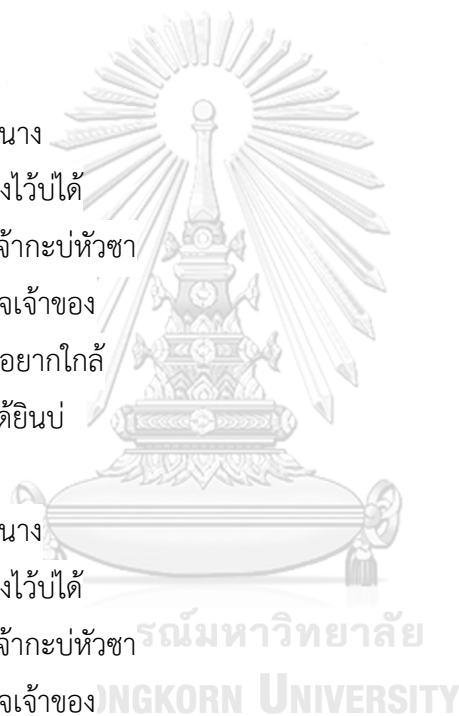 นาง
งไว้บ่ได้
จ้ากะบ่หัวซา
จเจ้าของ
อยากใกล้
ด้ยินบ่
นาง
งไว้บ่ได้
จ้ากะบ่หัวซา
รณ์มหาวิทยาลัย
จเจ้าของ
ONGKORN UNIVERSITY